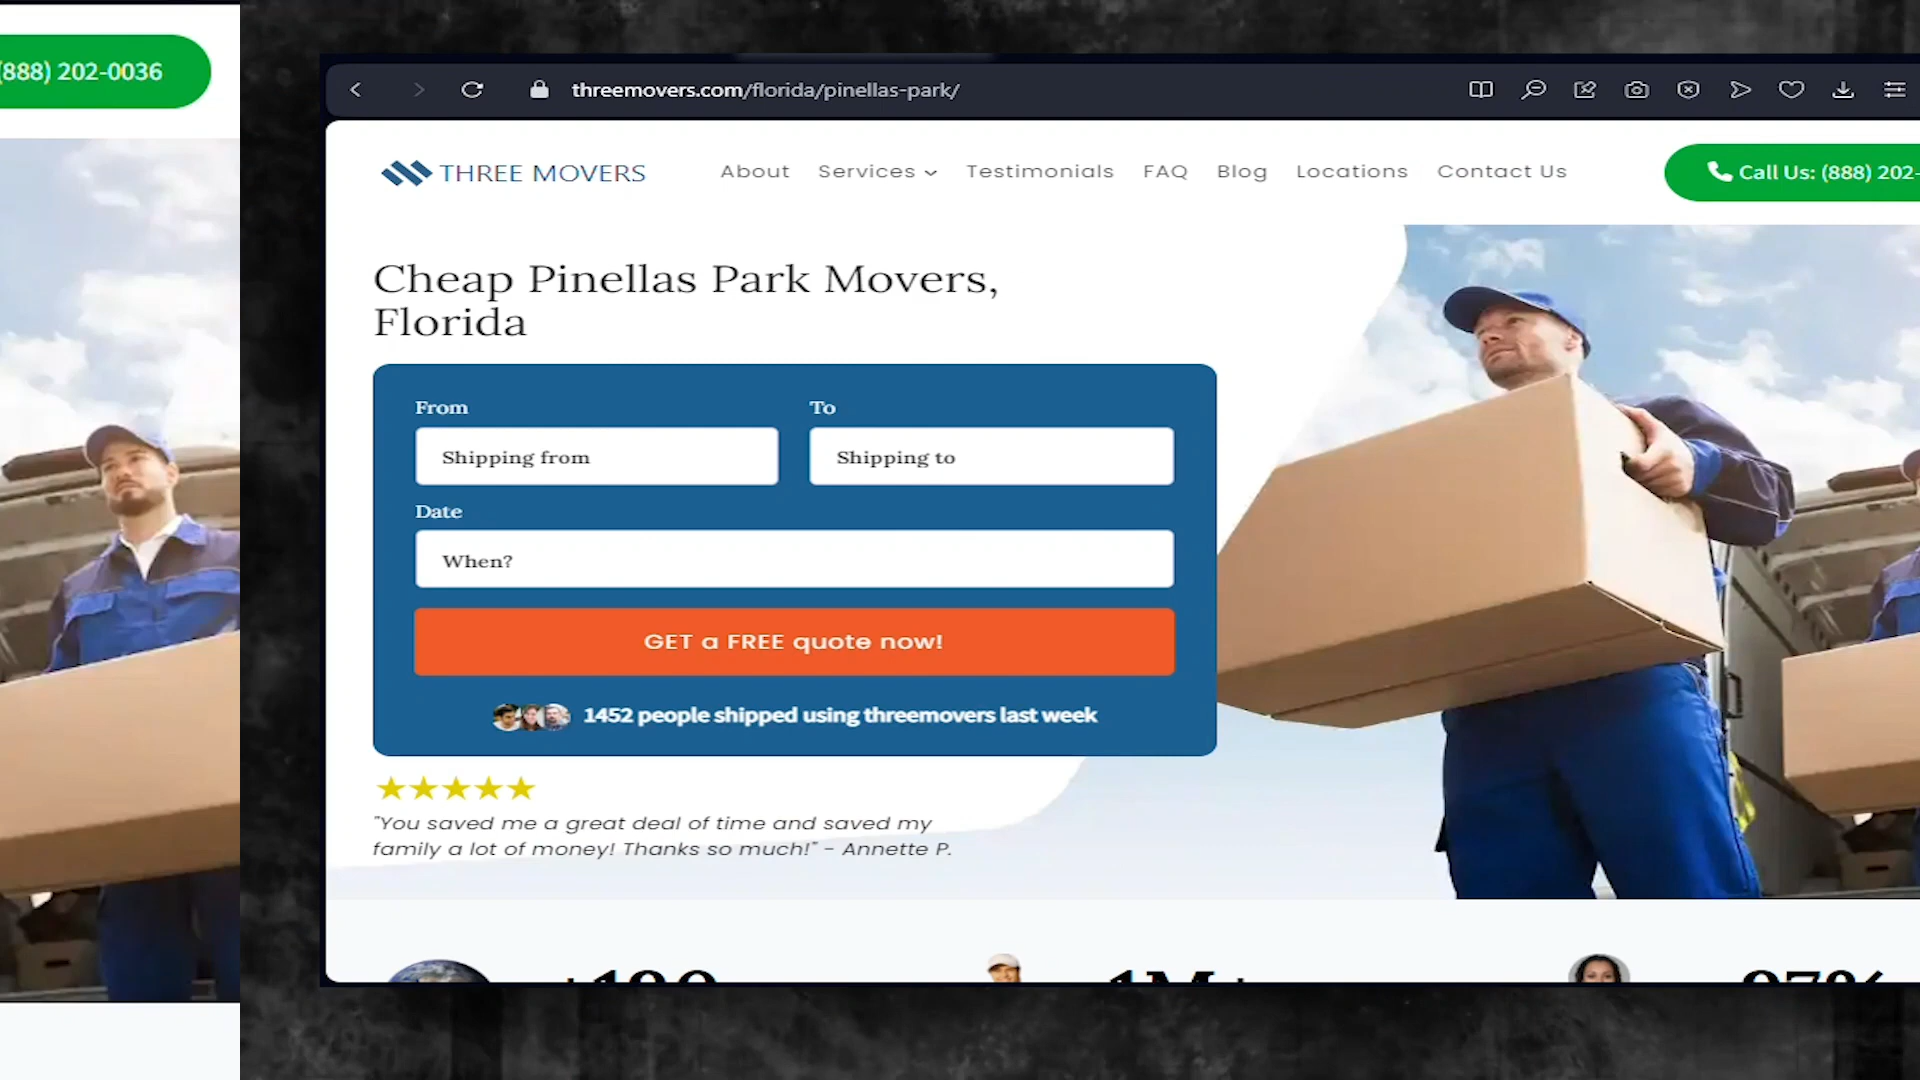 (888) 202-0036
threemovers.com/florida/pinellas-park/
THREE MOVERS
About Services Testimonials FAQ Blog Locations Contact Us
Call Us: (888) 202-
Cheap Pinellas Park Movers,
Florida
From To
Shipping from Shipping to
Date
When?
GET a FREE quote now!
1452 people shipped using threemovers last week
"You saved me a great deal of time and saved my
family a lot of money! Thanks so much!" - Annette P.